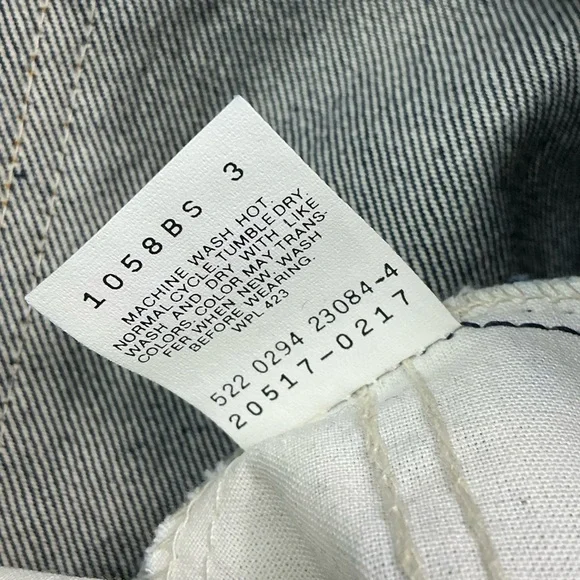 1058BS 3
MACHINE WASH HOT.
NORMAL CYCLE. TUMBLE DRY.
WASH AND DRY WITH LIKE
COLORS. COLOR MAY TRANS-
FER WHEN NEW, WASH
BEFORE WEARING.
WPL 423
522 0294 23084-4
20517-0217